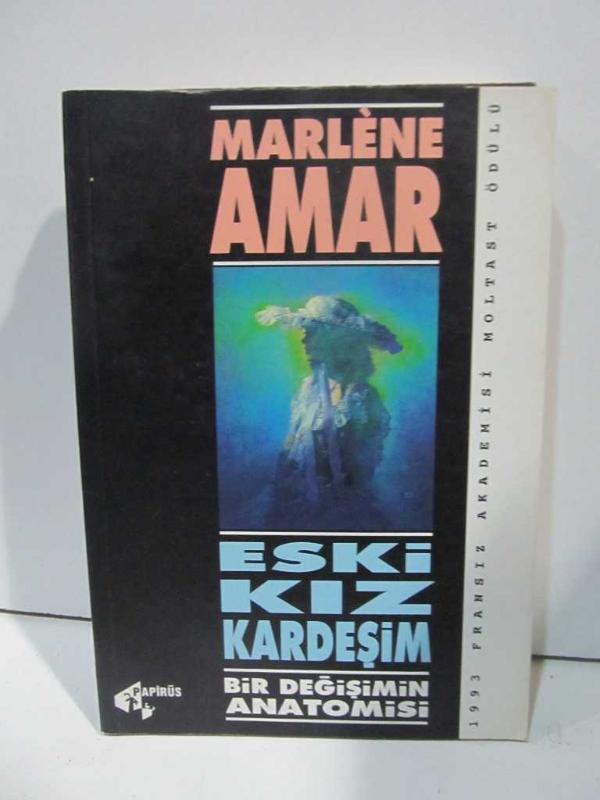 MARLÈNE
AMAR
ESKİ
KIZ
KARDEŞİM
BİR DEĞİŞİMİN
ANATOMİSİ
PAPİRÜS
1993 FRANSIZ AKADEMİSİ MOLTAST ÖDÜLÜ